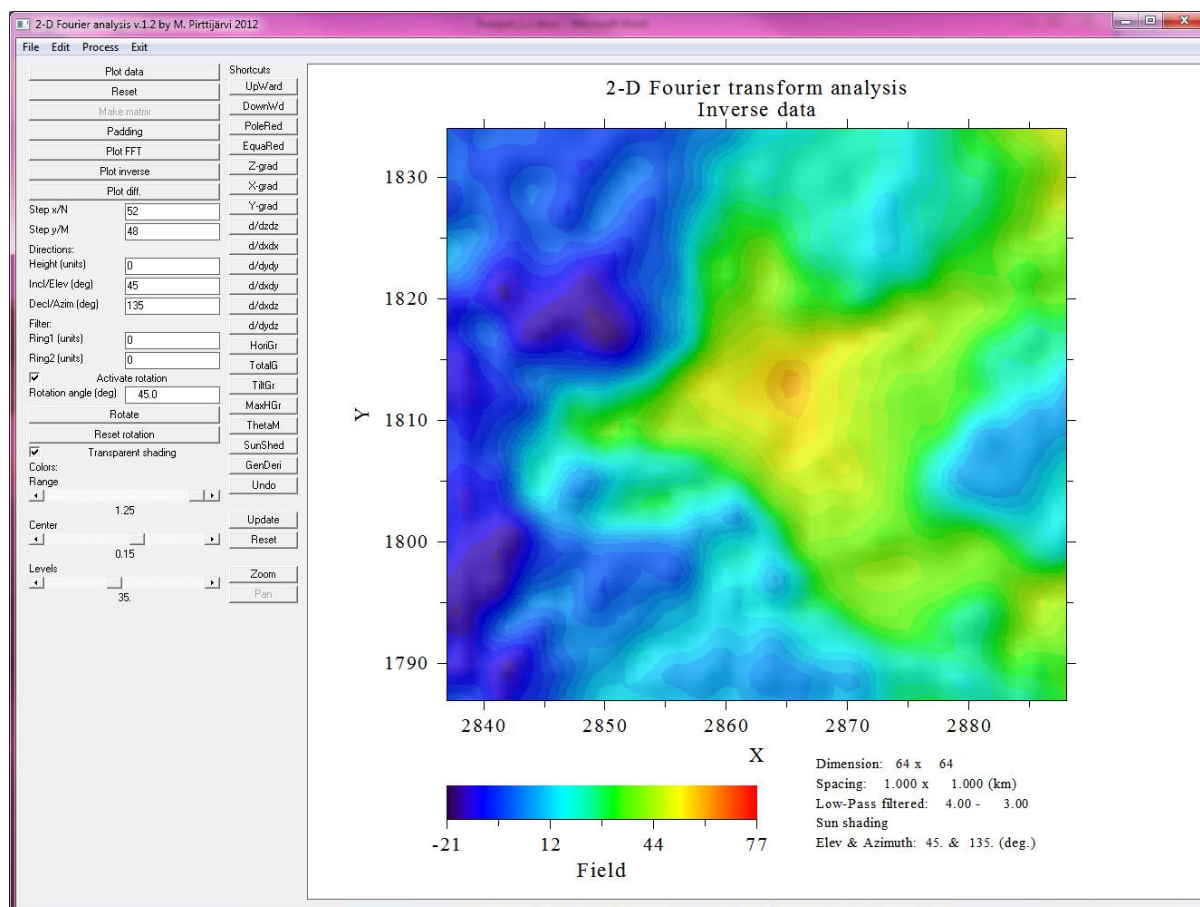 2-D Fourier analysis v.1.2 by M. Pirttijärvi 2012
File Edit Process Exit
Plot data
Reset
Make matrix
Padding
Plot FFT
Plot inverse
Plot diff.
Step x/N 52
Step y/M 48
Directions:
Height (units) 0
Incl/Elev (deg) 45
Decl/Azim (deg) 135
Filter:
Ring1 (units) 0
Ring2 (units) 0
Activate rotation
Rotation angle (deg) 45.0
Rotate
Reset rotation
Transparent shading
Colors:
Range
1.25
Center
0.15
Levels
35.
Shortcuts
UpWard
DownWd
PoleRed
EquaRed
Z-grad
X-grad
Y-grad
d/dzdz
d/dxdx
d/dydy
d/dxdy
d/dxdz
d/dydz
HoriGr
TotalG
TiltGr
MaxHGr
ThetaM
SunShed
GenDeri
Undo
Update
Reset
Zoom
Pan
2-D Fourier transform analysis
Inverse data
1830
1820
1810
1800
1790
Y
2840 2850 2860 2870 2880
X
-21 12 44 77
Field
Dimension: 64 x 64
Spacing: 1.000 x 1.000 (km)
Low-Pass filtered: 4.00 - 3.00
Sun shading
Elev & Azimuth: 45. & 135. (deg.)